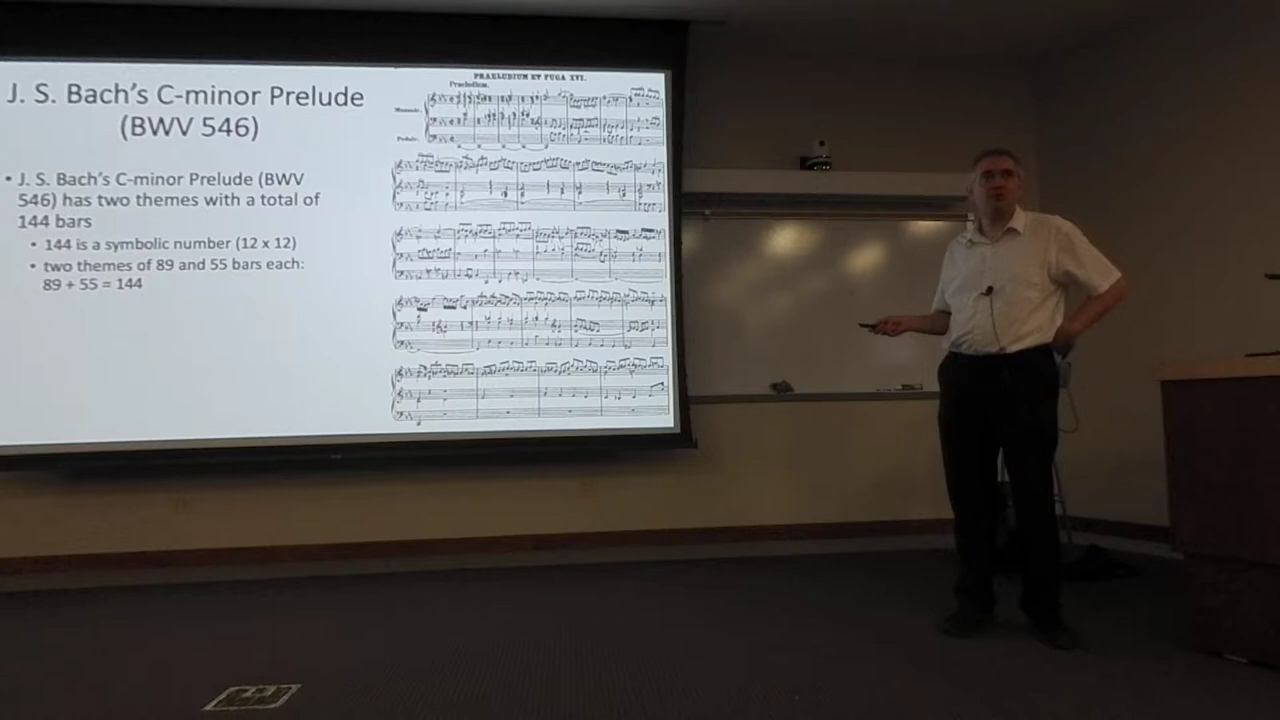 J. S. Bach's C-minor Prelude
(BWV 546)
• J. S. Bach's C-minor Prelude (BWV
546) has two themes with a total of
144 bars
• 144 is a symbolic number (12 x 12)
• two themes of 89 and 55 bars each:
89 + 55 = 144
PRAELUDIUM ET FUGA XVI.
Praeludium.
Manuale.
Pedale.